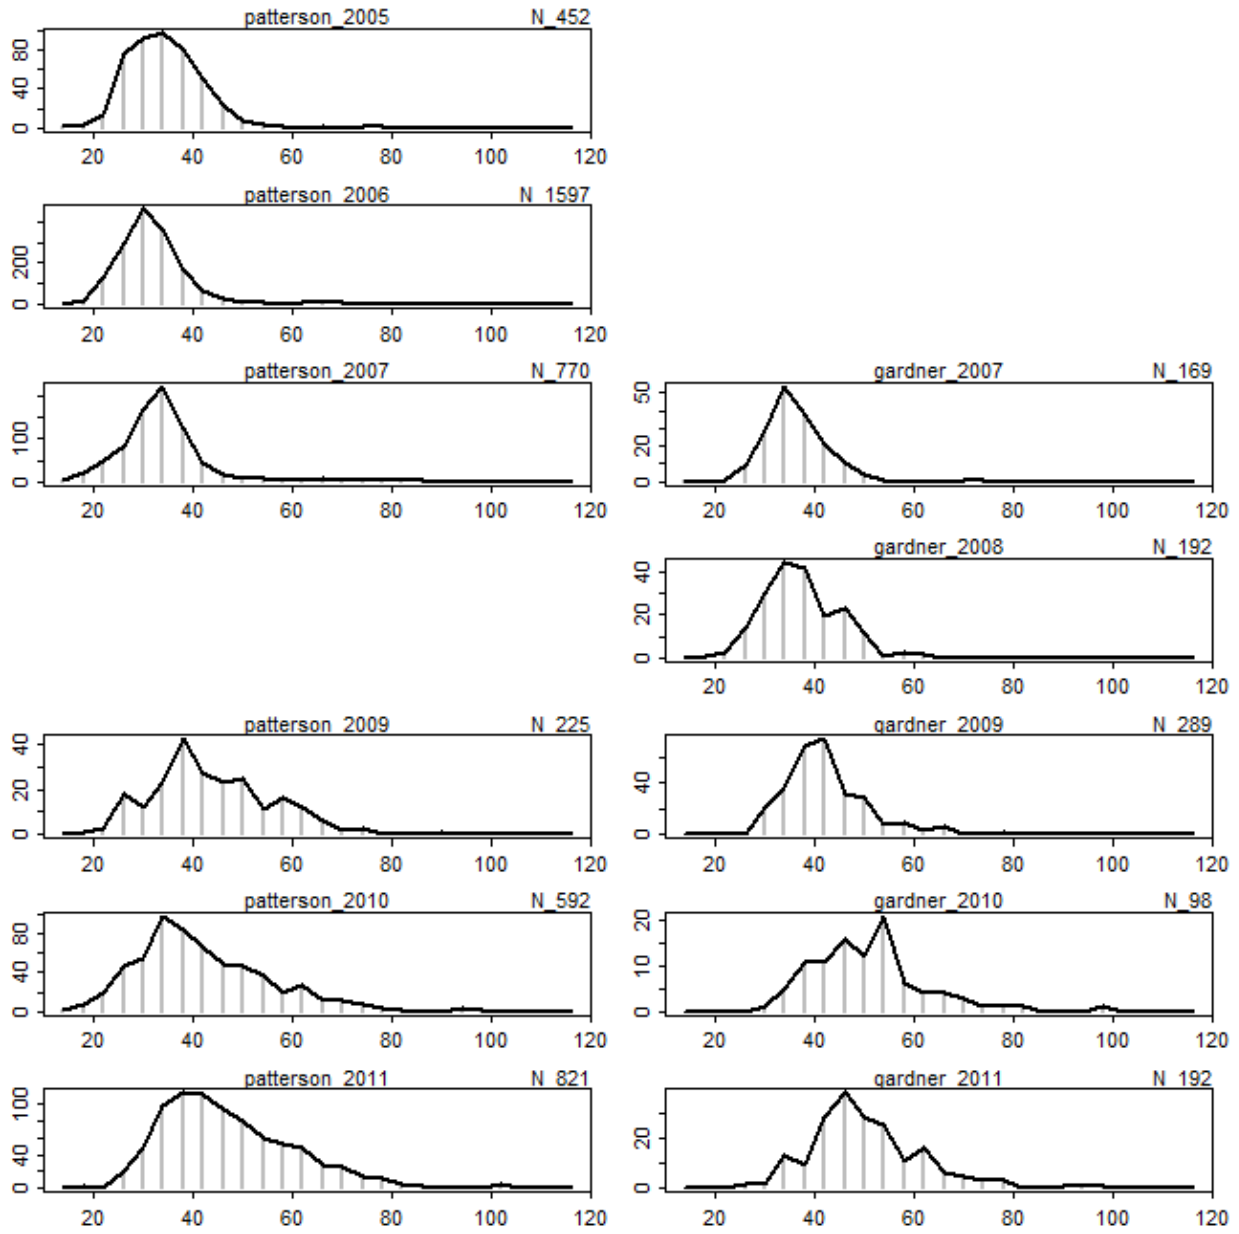 patterson_2005 N_452
0 40 80
20 40 60 80 100 120
patterson_2006 N_1597
0 200
20 40 60 80 100 120
patterson_2007 N_770
0 100
20 40 60 80 100 120
gardner_2007 N_169
0 20 50
20 40 60 80 100 120
gardner_2008 N_192
0 20 40
20 40 60 80 100 120
patterson_2009 N_225
0 20 40
20 40 60 80 100 120
gardner_2009 N_289
0 40
20 40 60 80 100 120
patterson_2010 N_592
0 40 80
20 40 60 80 100 120
gardner_2010 N_98
0 10 20
20 40 60 80 100 120
patterson_2011 N_821
0 40 100
20 40 60 80 100 120
gardner_2011 N_192
0 20
20 40 60 80 100 120